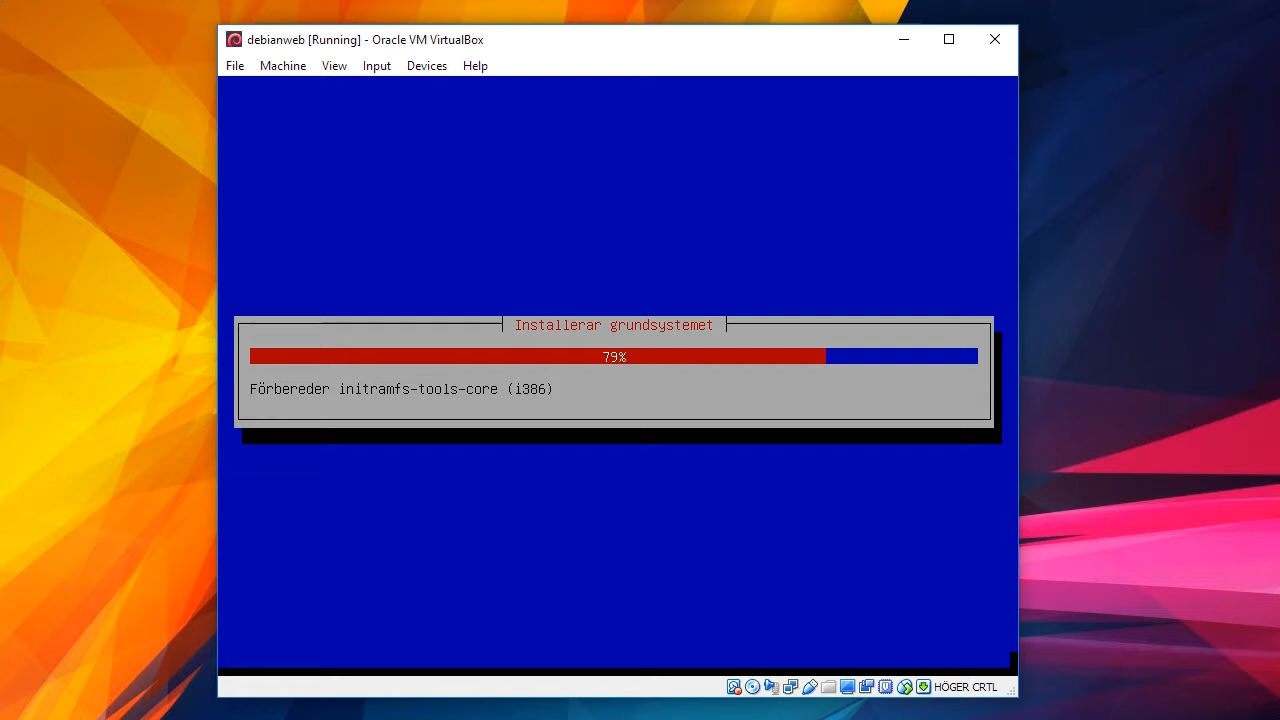 debianweb [Running] - Oracle VM VirtualBox
File Machine View Input Devices Help
Installerar grundsystemet
79%
Förbereder initramfs-tools-core (i386)
HÖGER CRTL